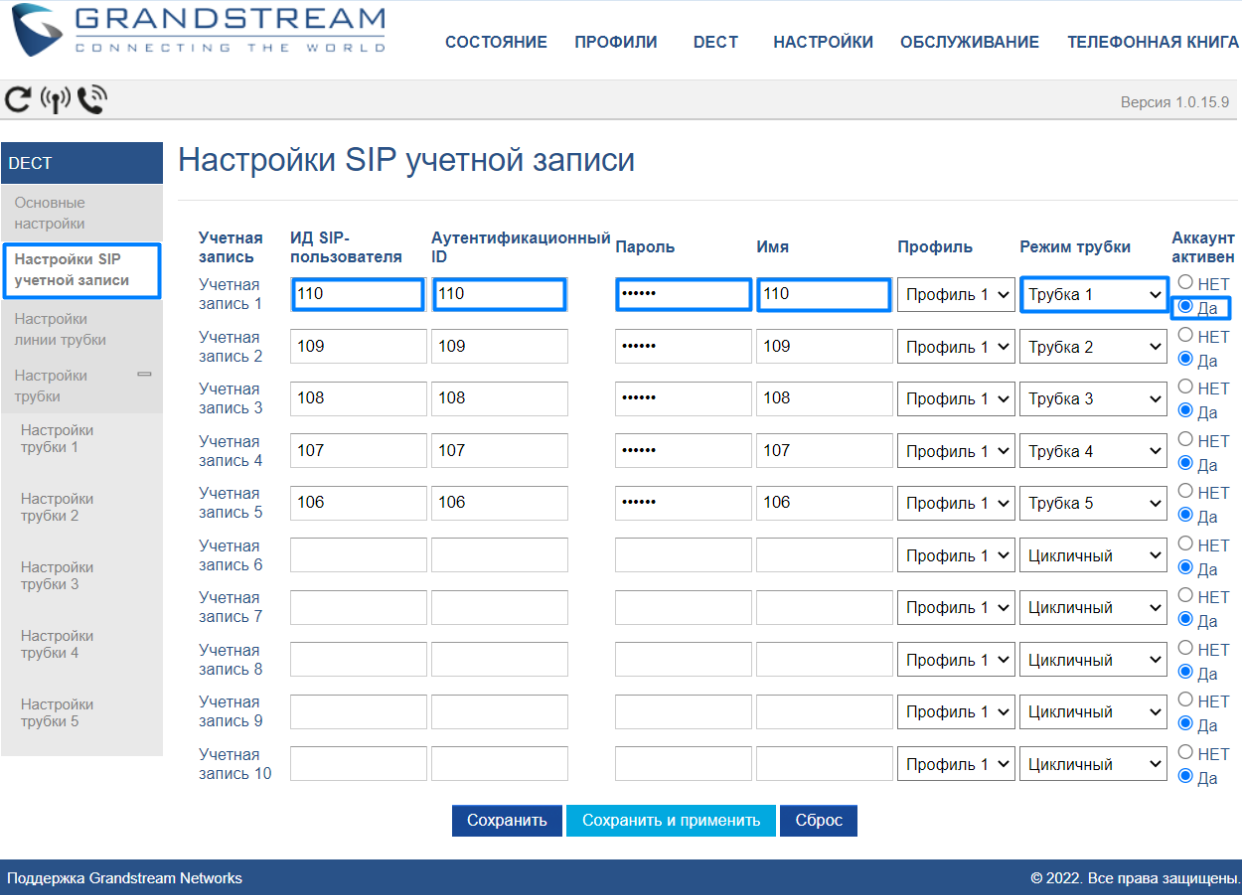 GRANDSTREAM
CONNECTING THE WORLD
СОСТОЯНИЕ ПРОФИЛИ DECT НАСТРОЙКИ ОБСЛУЖИВАНИЕ ТЕЛЕФОННАЯ КНИГА
Версия 1.0.15.9
DECT
Основные
настройки
Настройки SIP
учетной записи
Настройки
линии трубки
Настройки
трубки
Настройки
трубки 1
Настройки
трубки 2
Настройки
трубки 3
Настройки
трубки 4
Настройки
трубки 5
Настройки SIP учетной записи
Учетная ИД SIP- Аутентификационный Пароль Имя Профиль Режим трубки Аккаунт
запись пользователя ID активен
Учетная 110 110 •••••• 110 Профиль 1 Трубка 1 НЕТ
запись 1 Да
Учетная 109 109 •••••• 109 Профиль 1 Трубка 2 НЕТ
запись 2 Да
Учетная 108 108 •••••• 108 Профиль 1 Трубка 3 НЕТ
запись 3 Да
Учетная 107 107 •••••• 107 Профиль 1 Трубка 4 НЕТ
запись 4 Да
Учетная 106 106 •••••• 106 Профиль 1 Трубка 5 НЕТ
запись 5 Да
Учетная Профиль 1 Цикличный НЕТ
запись 6 Да
Учетная Профиль 1 Цикличный НЕТ
запись 7 Да
Учетная Профиль 1 Цикличный НЕТ
запись 8 Да
Учетная Профиль 1 Цикличный НЕТ
запись 9 Да
Учетная Профиль 1 Цикличный НЕТ
запись 10 Да
Сохранить Сохранить и применить Сброс
Поддержка Grandstream Networks © 2022. Все права защищены.